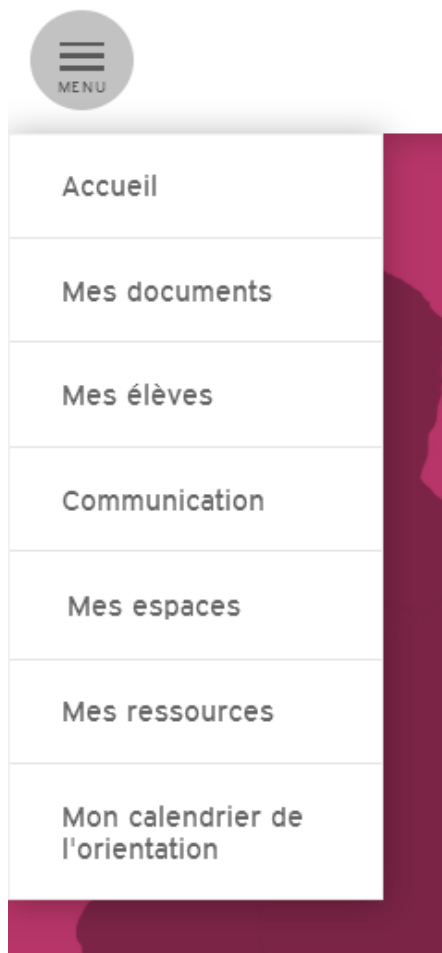 MENU
Accueil
Mes documents
Mes élèves
Communication
Mes espaces
Mes ressources
Mon calendrier de
l'orientation